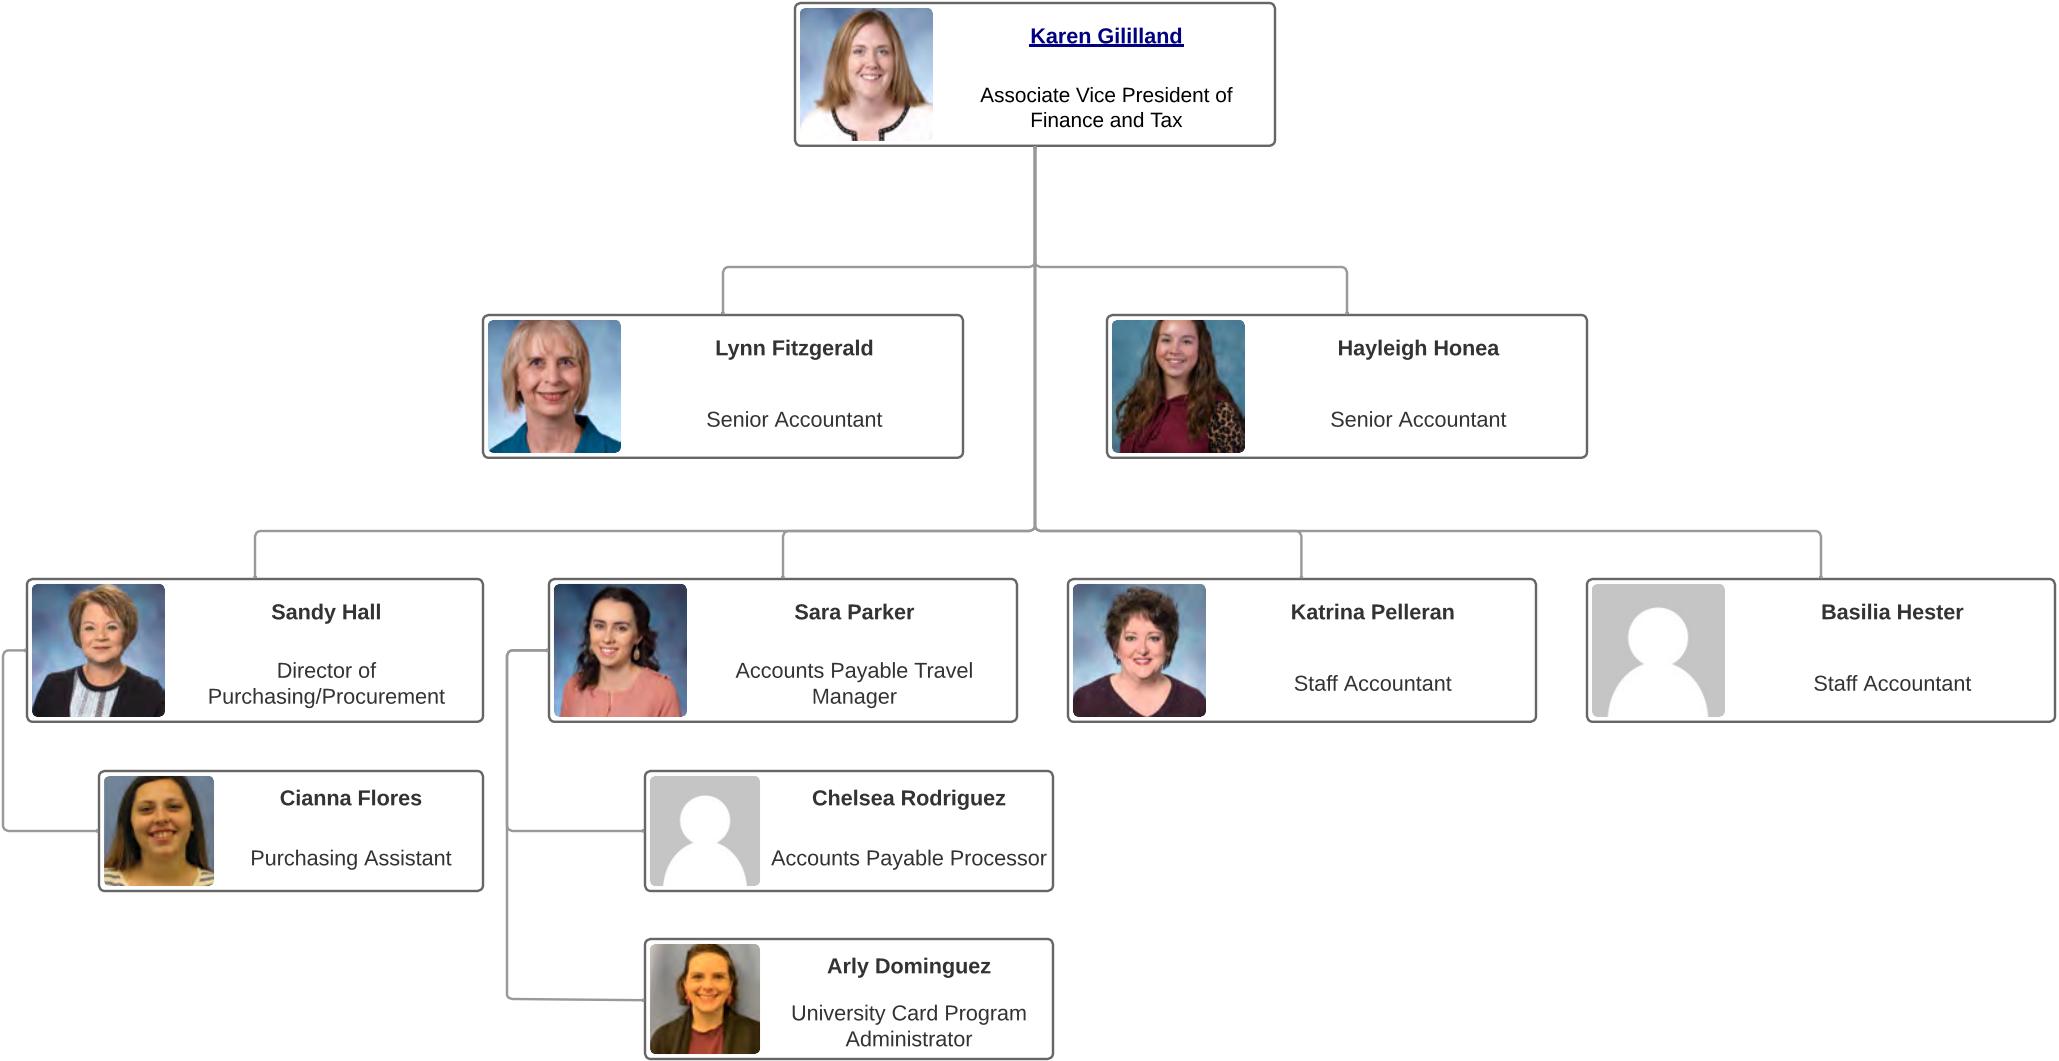 Karen Gililland
Associate Vice President of
Finance and Tax
Lynn Fitzgerald
Senior Accountant
Hayleigh Honea
Senior Accountant
Sandy Hall
Director of
Purchasing/Procurement
Sara Parker
Accounts Payable Travel
Manager
Katrina Pelleran
Staff Accountant
Basilia Hester
Staff Accountant
Cianna Flores
Purchasing Assistant
Chelsea Rodriguez
Accounts Payable Processor
Arly Dominguez
University Card Program
Administrator